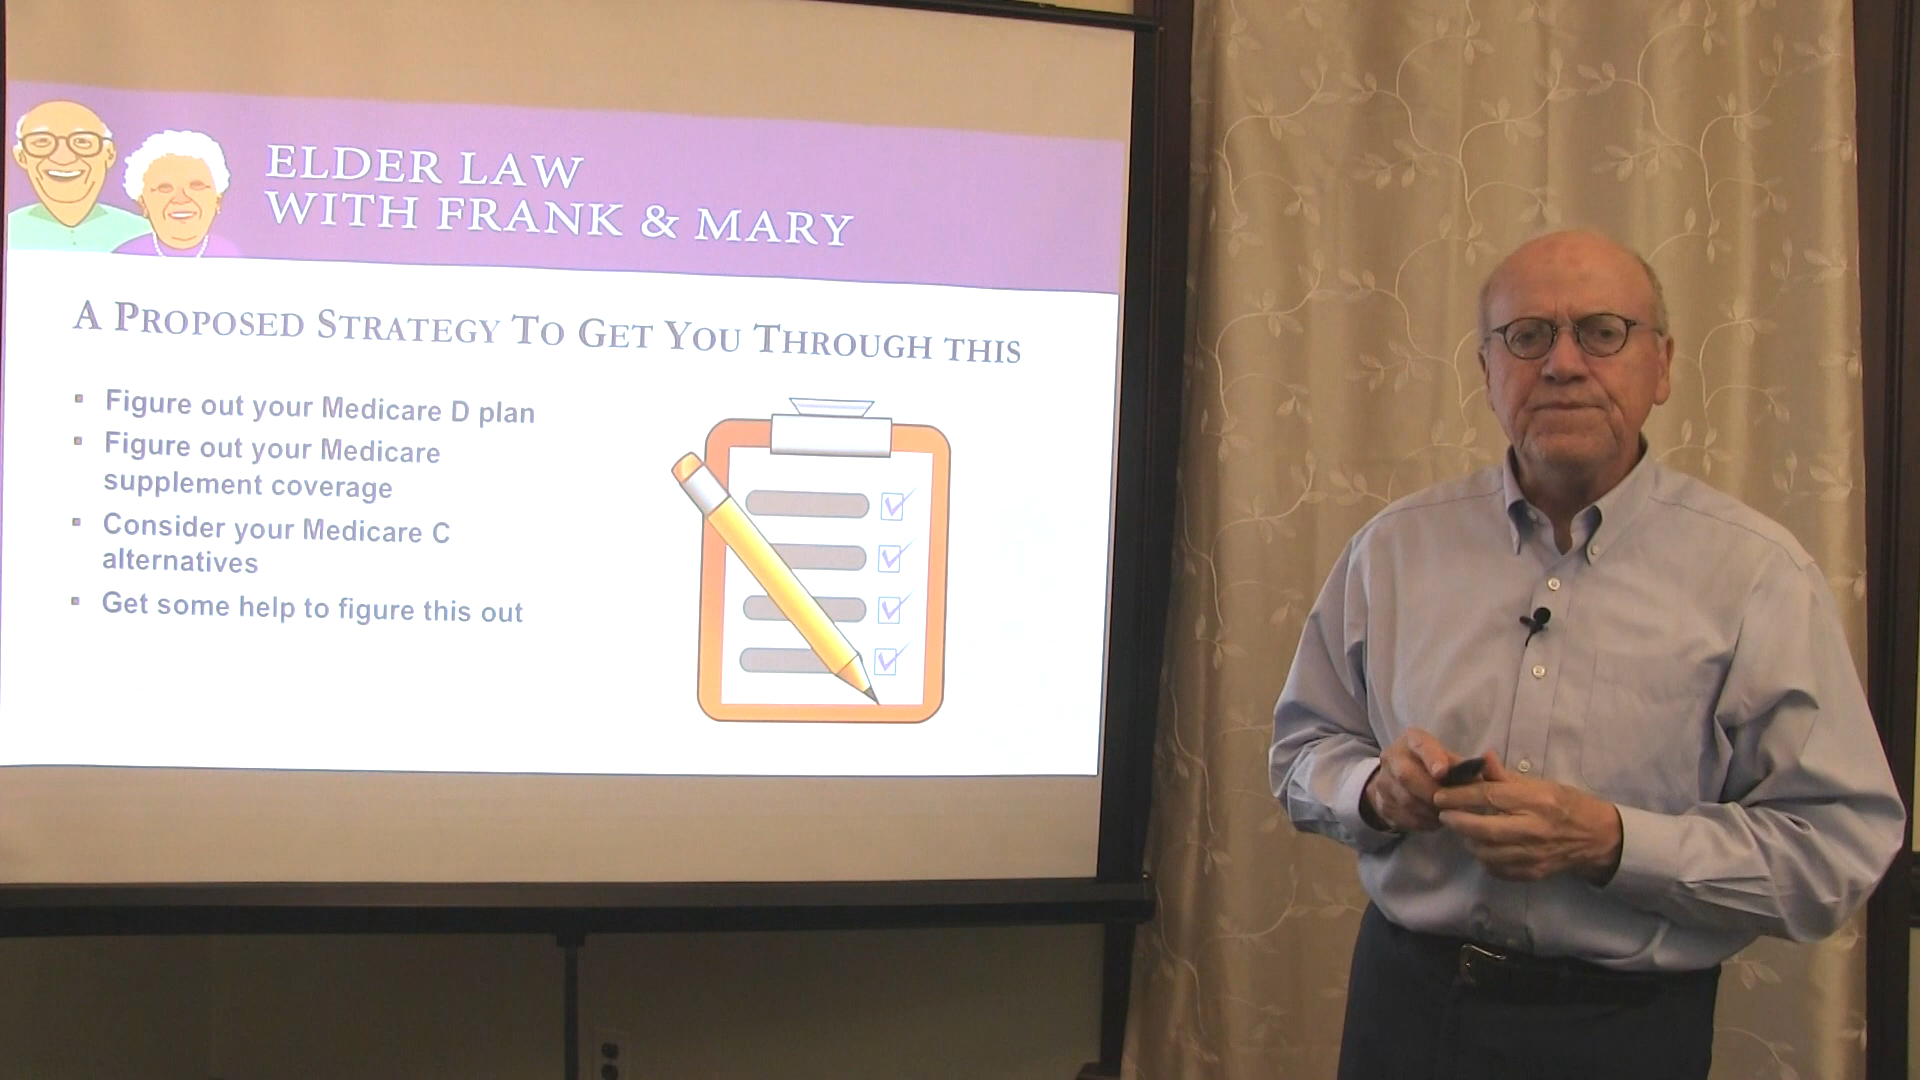 ELDER LAW
WITH FRANK & MARY
A PROPOSED STRATEGY TO GET YOU THROUGH THIS
▪ Figure out your Medicare D plan
▪ Figure out your Medicare
supplement coverage
▪ Consider your Medicare C
alternatives
▪ Get some help to figure this out